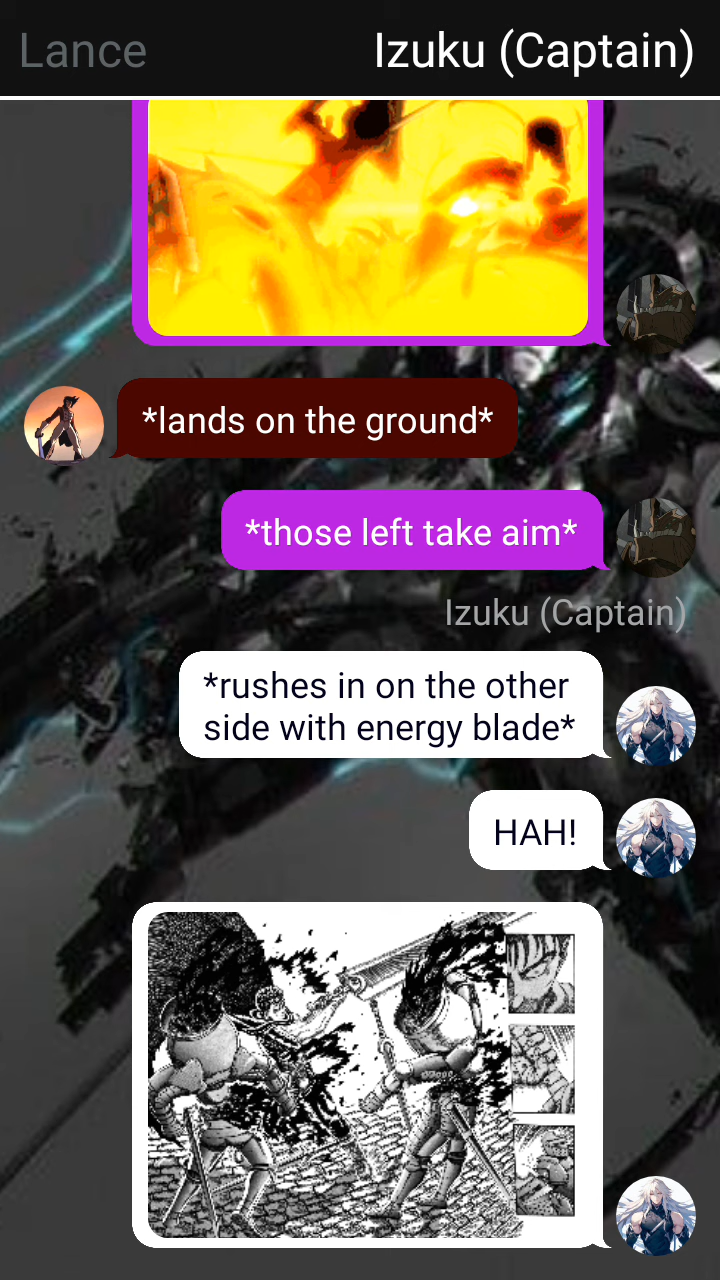 Lance
Izuku (Captain)
*lands on the ground*
*those left take aim*
Izuku (Captain)
*rushes in on the other
side with energy blade*
HAH!